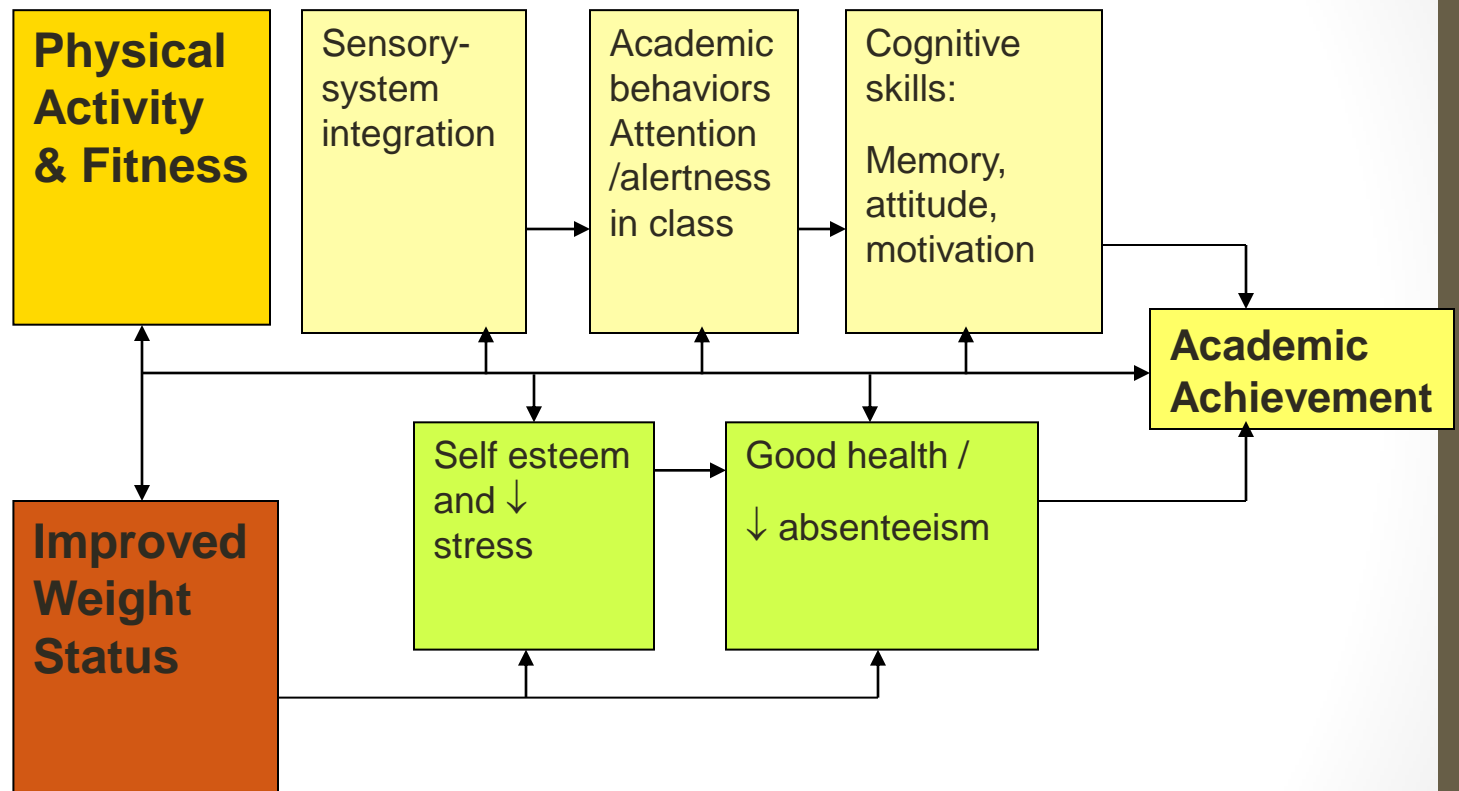 Physical
Activity
& Fitness
Sensory-
system
integration
Academic
behaviors
Attention
/alertness
in class
Cognitive
skills:
Memory,
attitude,
motivation
Academic
Achievement
Self esteem
and ↓
stress
Good health /
↓ absenteeism
Improved
Weight
Status